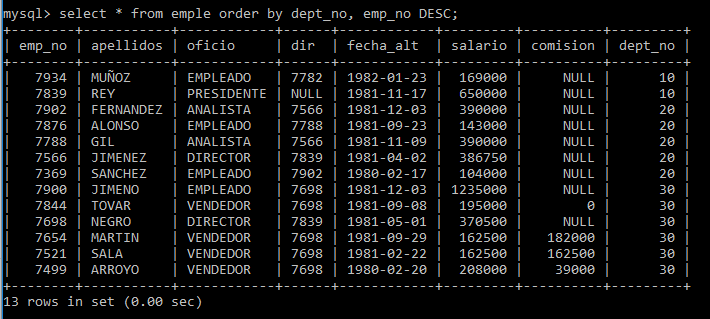 mysql> select * from emple order by dept_no, emp_no DESC;
+--------+-----------+------------+------+------------+---------+----------+---------+
| emp_no | apellidos | oficio     | dir  | fecha_alt  | salario | comision | dept_no |
+--------+-----------+------------+------+------------+---------+----------+---------+
|   7934 | MUÑOZ     | EMPLEADO   | 7782 | 1982-01-23 |  169000 |     NULL |      10 |
|   7839 | REY       | PRESIDENTE | NULL | 1981-11-17 |  650000 |     NULL |      10 |
|   7902 | FERNANDEZ | ANALISTA   | 7566 | 1981-12-03 |  390000 |     NULL |      20 |
|   7876 | ALONSO    | EMPLEADO   | 7788 | 1981-09-23 |  143000 |     NULL |      20 |
|   7788 | GIL       | ANALISTA   | 7566 | 1981-11-09 |  390000 |     NULL |      20 |
|   7566 | JIMENEZ   | DIRECTOR   | 7839 | 1981-04-02 |  386750 |     NULL |      20 |
|   7369 | SANCHEZ   | EMPLEADO   | 7902 | 1980-02-17 |  104000 |     NULL |      20 |
|   7900 | JIMENO    | EMPLEADO   | 7698 | 1981-12-03 | 1235000 |     NULL |      30 |
|   7844 | TOVAR     | VENDEDOR   | 7698 | 1981-09-08 |  195000 |        0 |      30 |
|   7698 | NEGRO     | DIRECTOR   | 7839 | 1981-05-01 |  370500 |     NULL |      30 |
|   7654 | MARTIN    | VENDEDOR   | 7698 | 1981-09-29 |  162500 |   182000 |      30 |
|   7521 | SALA      | VENDEDOR   | 7698 | 1981-02-22 |  162500 |   162500 |      30 |
|   7499 | ARROYO    | VENDEDOR   | 7698 | 1980-02-20 |  208000 |    39000 |      30 |
+--------+-----------+------------+------+------------+---------+----------+---------+
13 rows in set (0.00 sec)